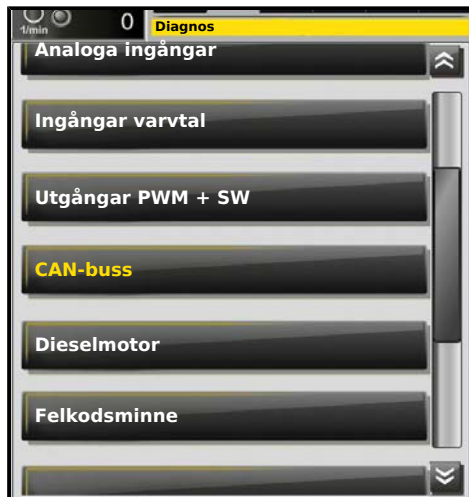 1/min 0 Diagnos
Analoga ingångar
Ingångar varvtal
Utgångar PWM + SW
CAN-buss
Dieselmotor
Felkodsminne